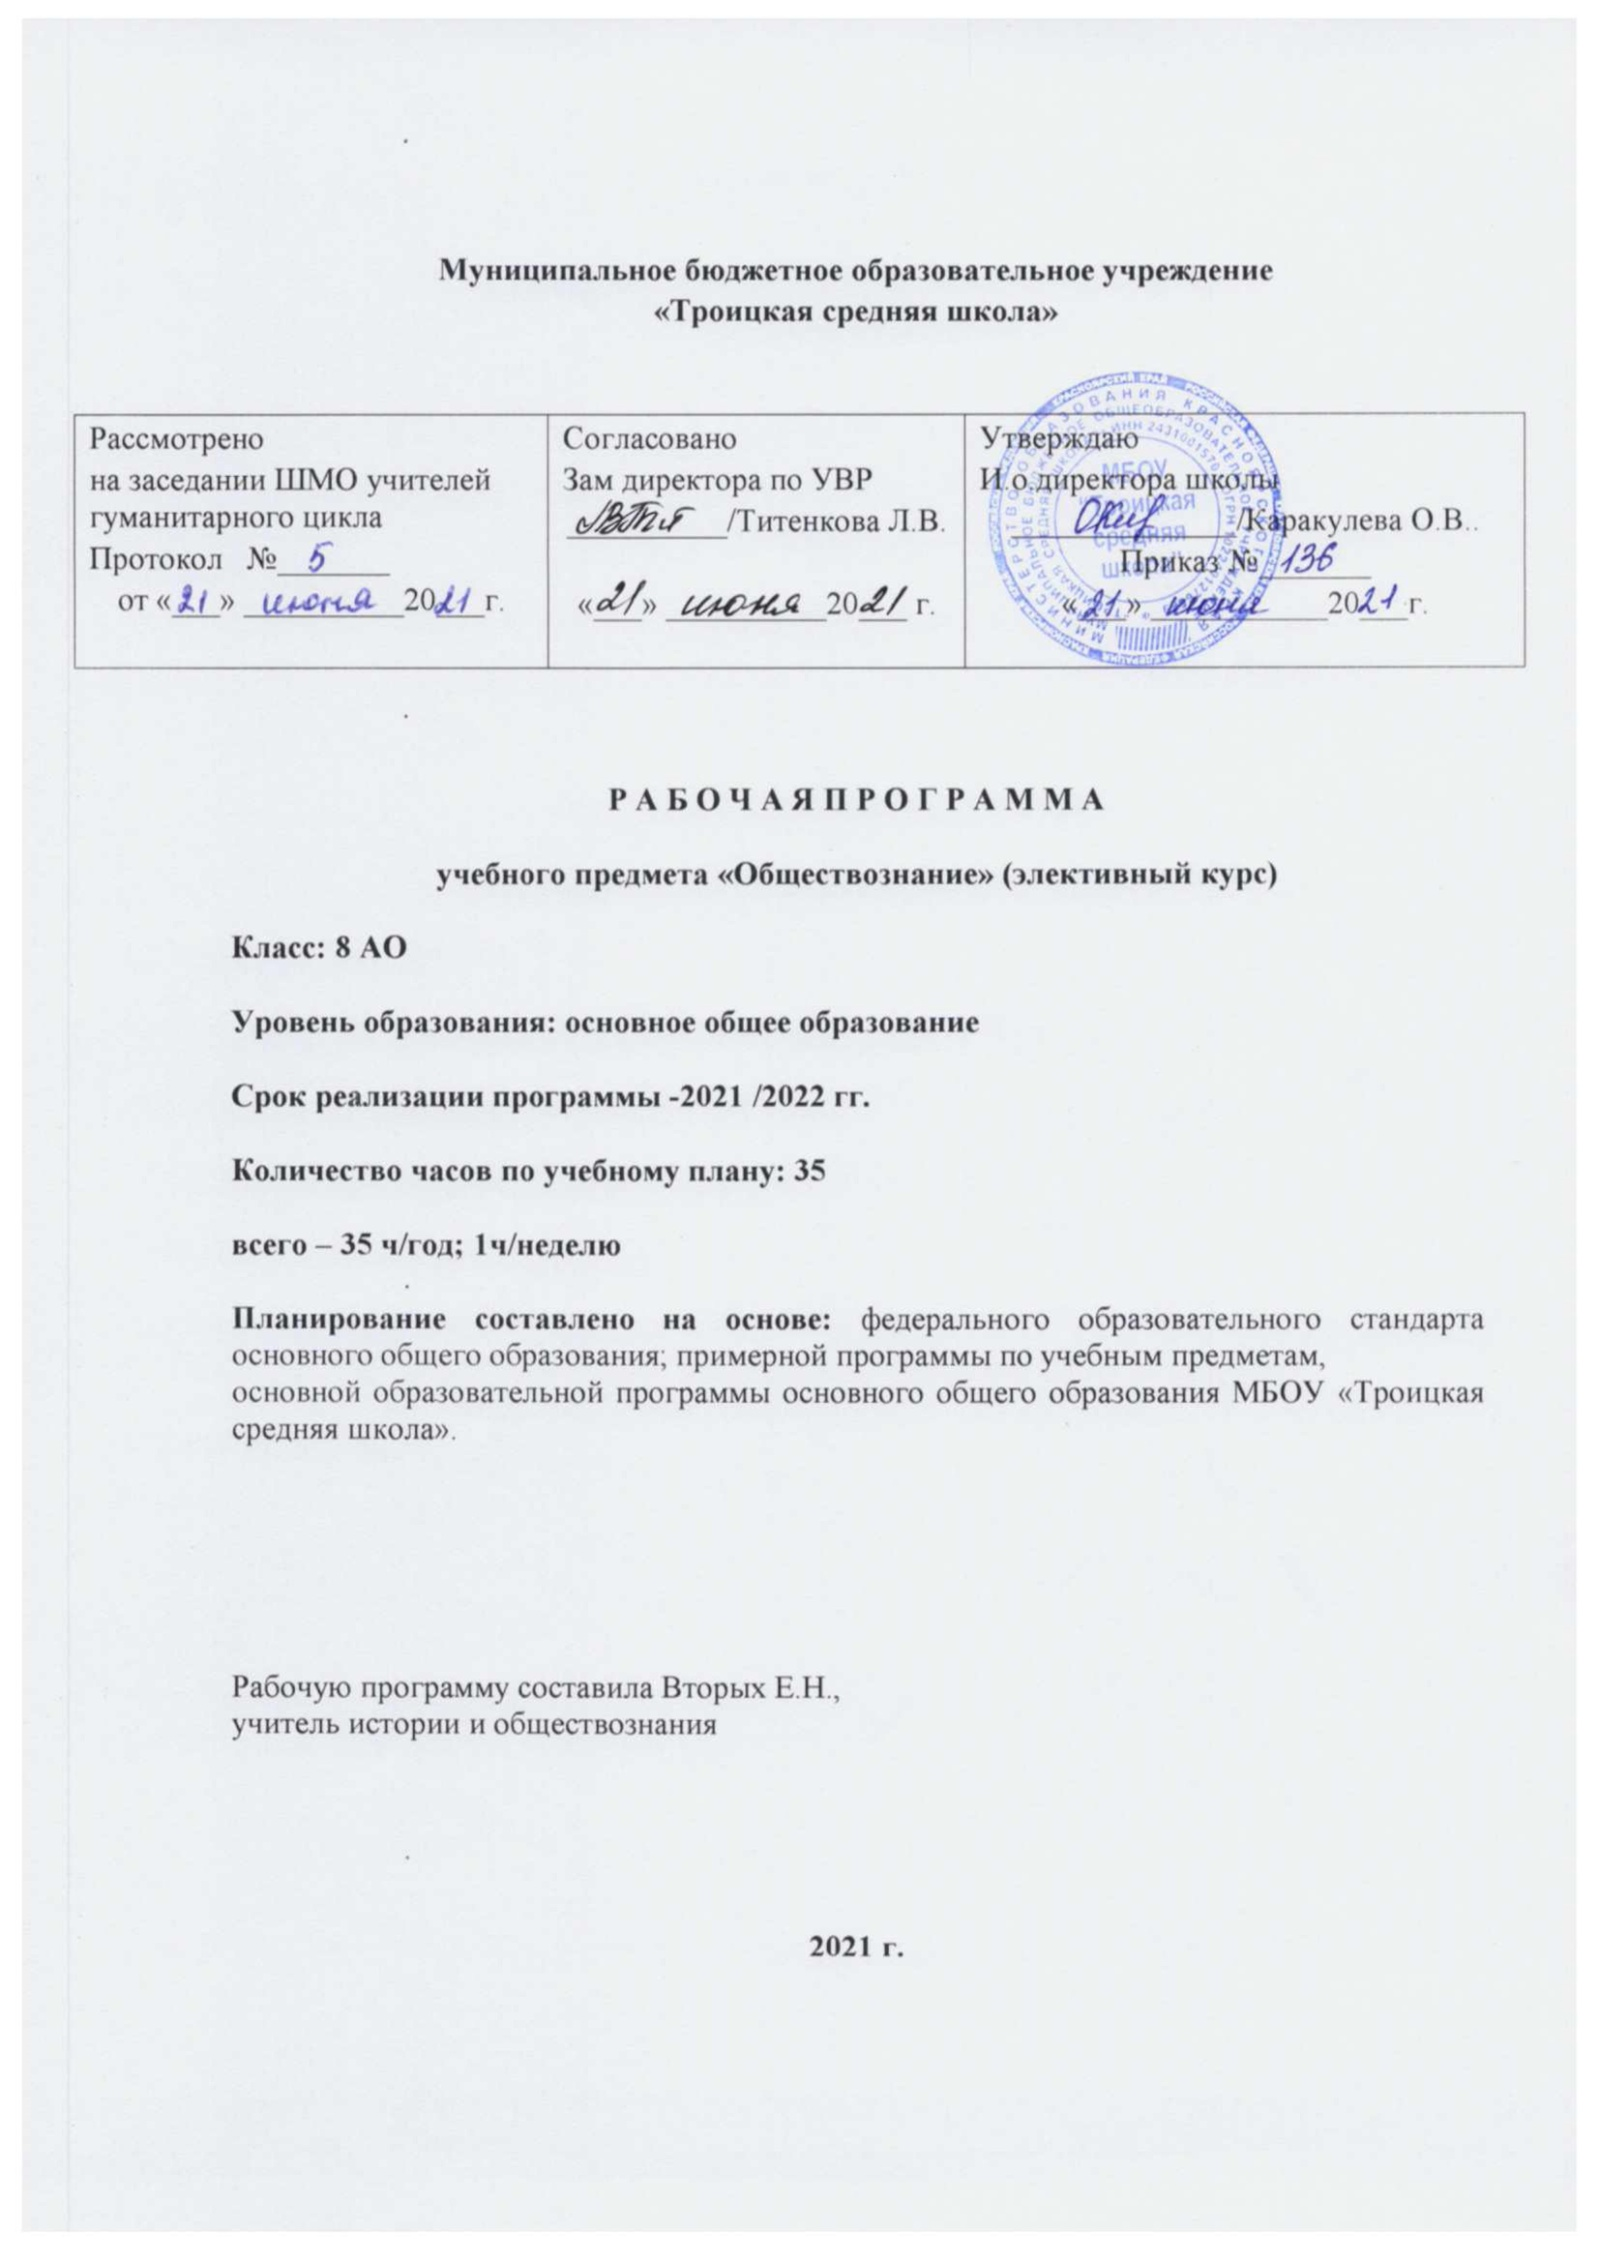 Муниципальное бюджетное образовательное учреждение
«Троицкая средняя школа»
Рассмотрено
на заседании ШМО учителей
гуманитарного цикла
Протокол № 5
от «21» июня 2021 г.
Согласовано
Зам директора по УВР
/Титенкова Л.В.
«21» июня 2021 г.
Утверждаю
И.о.директора школы
/Каракулева О.В..
Приказ № 136
«21» июня 2021 г.
МБОУ
"Троицкая
средняя
школа"
Р А Б О Ч А Я П Р О Г Р А М М А
учебного предмета «Обществознание» (элективный курс)
Класс: 8 АО
Уровень образования: основное общее образование
Срок реализации программы -2021 /2022 гг.
Количество часов по учебному плану: 35
всего – 35 ч/год; 1ч/неделю
Планирование составлено на основе: федерального образовательного стандарта
основного общего образования; примерной программы по учебным предметам,
основной образовательной программы основного общего образования МБОУ «Троицкая
средняя школа».
Рабочую программу составила Вторых Е.Н.,
учитель истории и обществознания
2021 г.